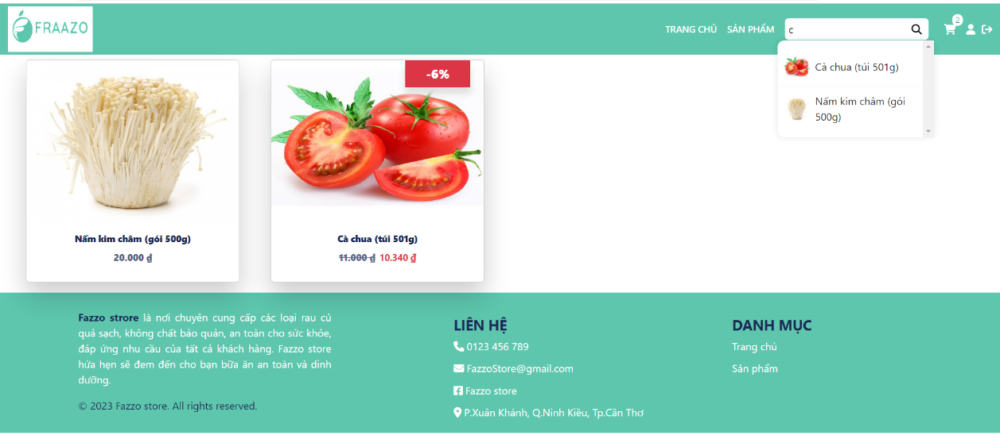 FRAAZO
TRANG CHỦ SẢN PHẨM c 2
Cà chua (túi 501g)
Nấm kim châm (gói
500g)
-6%
Nấm kim châm (gói 500g)
20.000 ₫
Cà chua (túi 501g)
11.000 ₫ 10.340 ₫
Fazzo strore là nơi chuyên cung cấp các loại rau củ
quả sạch, không chất bảo quản, an toàn cho sức khỏe,
đáp ứng nhu cầu của tất cả khách hàng. Fazzo store
hứa hẹn sẽ đem đến cho bạn bữa ăn an toàn và dinh
dưỡng.
© 2023 Fazzo store. All rights reserved.
LIÊN HỆ
0123 456 789
FazzoStore@gmail.com
Fazzo store
P.Xuân Khánh, Q.Ninh Kiều, Tp.Cần Thơ
DANH MỤC
Trang chủ
Sản phẩm